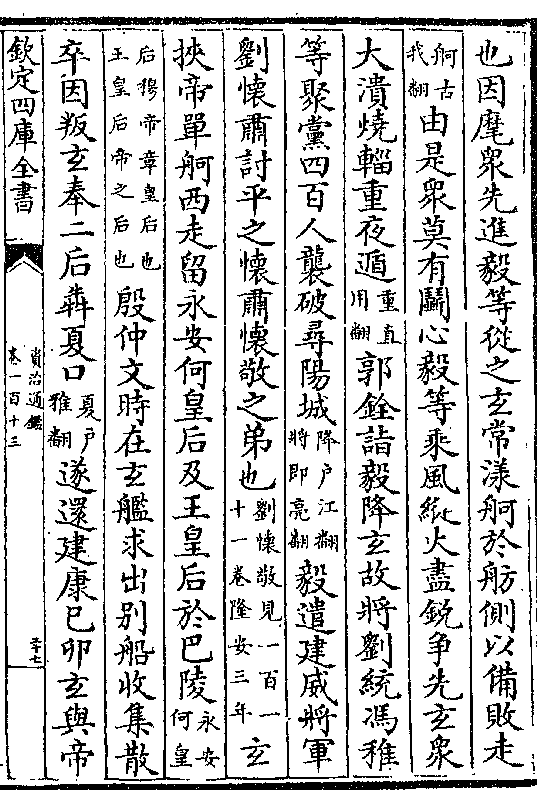 也因麾眾先進毅等從之玄常漾舸於舫側以備敗走
舸古我翻由是眾莫有鬭心毅等乘風縱火盡銳爭先玄眾
大潰燒輜重夜遁重直用翻郭銓詣毅降玄故將劉統馮稚
等聚黨四百人襲破尋陽城降户江翻將即亮翻毅遣建威將軍
劉懷肅討平之懷肅懷敬之弟也劉懷敬見一百一十一卷隆安三年玄
挾帝單舸西走留永安何皇后及王皇后於巴陵永安何皇
后穆帝章皇后也王皇后帝之后也殷仲文時在玄艦求出别船收集散
卒因叛玄奉二后犇夏口夏户雅翻遂還建康己卯玄與帝
欽定四庫全書
資治通鑑
卷一百十三
二十七